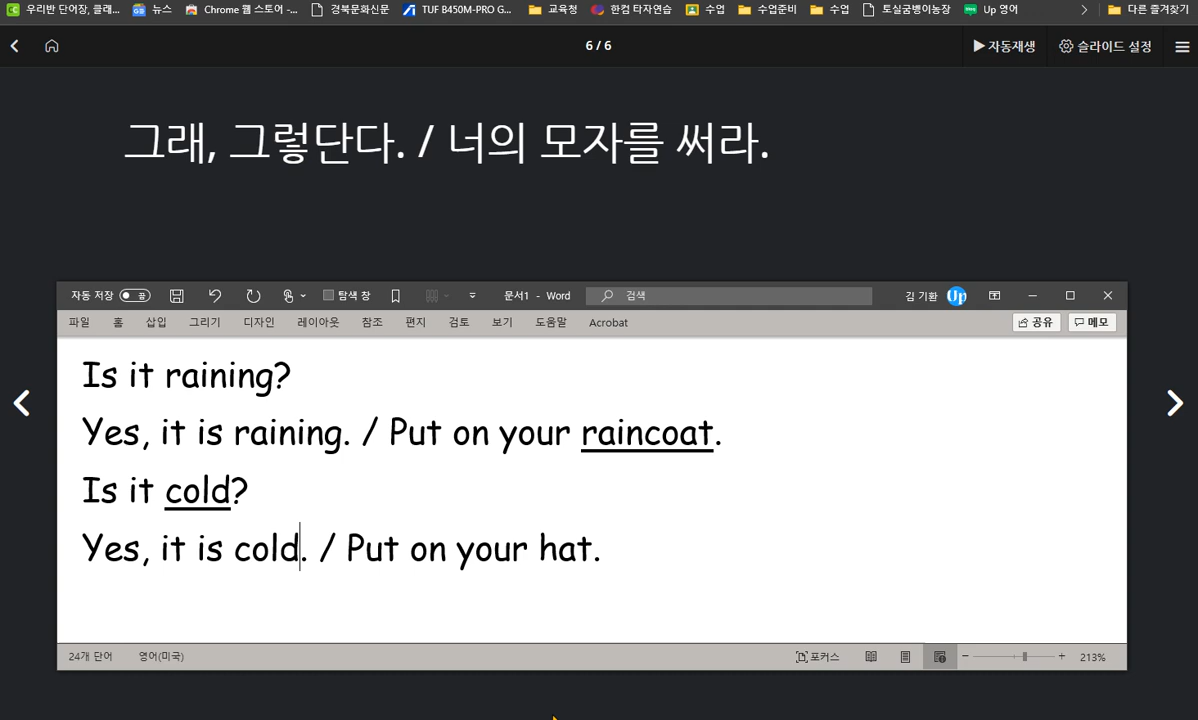 우리반 단어장, 클래... 뉴스 Chrome 웹 스토어 -... 경북문화신문 TUF B450M-PRO G... 교육청 한컴 타자연습 수업 수업준비 수업 토실굼벵이농장 Up 영어 다른 즐겨찾기
6 / 6 자동재생 슬라이드 설정
그래, 그렇단다. / 너의 모자를 써라.
자동 저장 끔 탐색 창 문서1 - Word 검색 김 기환 Up
파일 홈 삽입 그리기 디자인 레이아웃 참조 편지 검토 보기 도움말 Acrobat 공유 메모
Is it raining?
Yes, it is raining. / Put on your raincoat.
Is it cold?
Yes, it is cold. / Put on your hat.
24개 단어 영어(미국) 포커스 213%